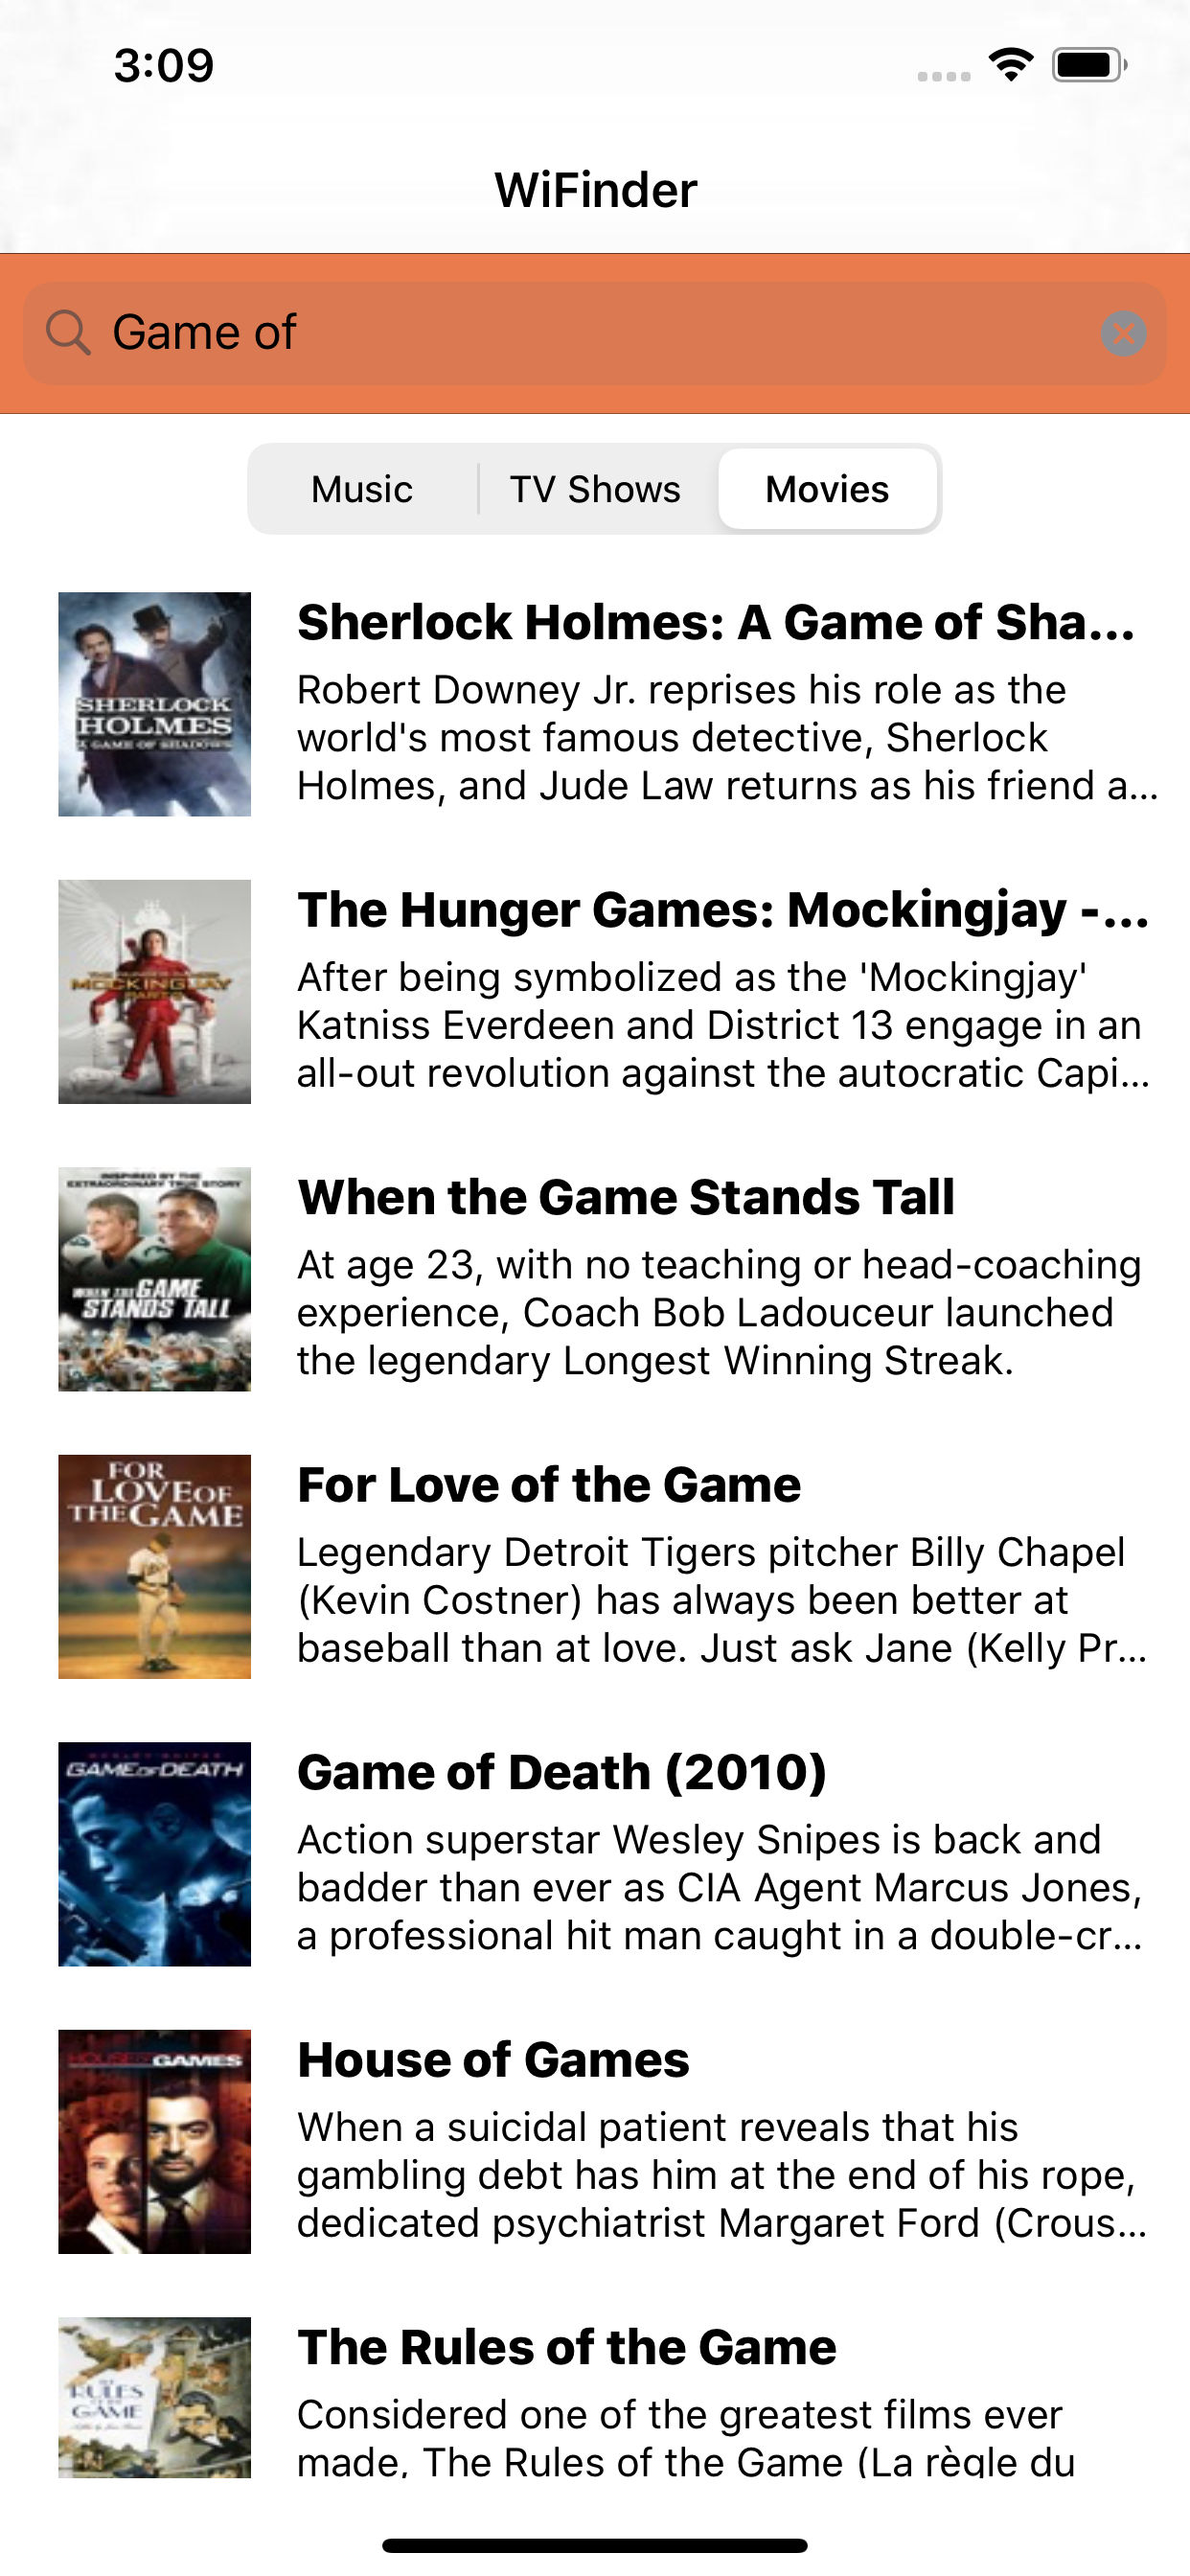 3:09
WiFinder
Game of
Music
TV Shows
Movies
SHERLOCK
HOLMES
A GAME OF SHADOWS
Sherlock Holmes: A Game of Sha...
Robert Downey Jr. reprises his role as the
world's most famous detective, Sherlock
Holmes, and Jude Law returns as his friend a...
MOCKINGJAY
The Hunger Games: Mockingjay -...
After being symbolized as the 'Mockingjay'
Katniss Everdeen and District 13 engage in an
all-out revolution against the autocratic Capi...
INSPIRED BY THE
EXTRAORDINARY TRUE STORY
WHEN THE GAME
STANDS TALL
When the Game Stands Tall
At age 23, with no teaching or head-coaching
experience, Coach Bob Ladouceur launched
the legendary Longest Winning Streak.
FOR
LOVE OF
THE GAME
For Love of the Game
Legendary Detroit Tigers pitcher Billy Chapel
(Kevin Costner) has always been better at
baseball than at love. Just ask Jane (Kelly Pr...
GAME OF DEATH
Game of Death (2010)
Action superstar Wesley Snipes is back and
badder than ever as CIA Agent Marcus Jones,
a professional hit man caught in a double-cr...
HOUSE OF GAMES
House of Games
When a suicidal patient reveals that his
gambling debt has him at the end of his rope,
dedicated psychiatrist Margaret Ford (Crous...
RULES
GAME
The Rules of the Game
Considered one of the greatest films ever
made, The Rules of the Game (La règle du